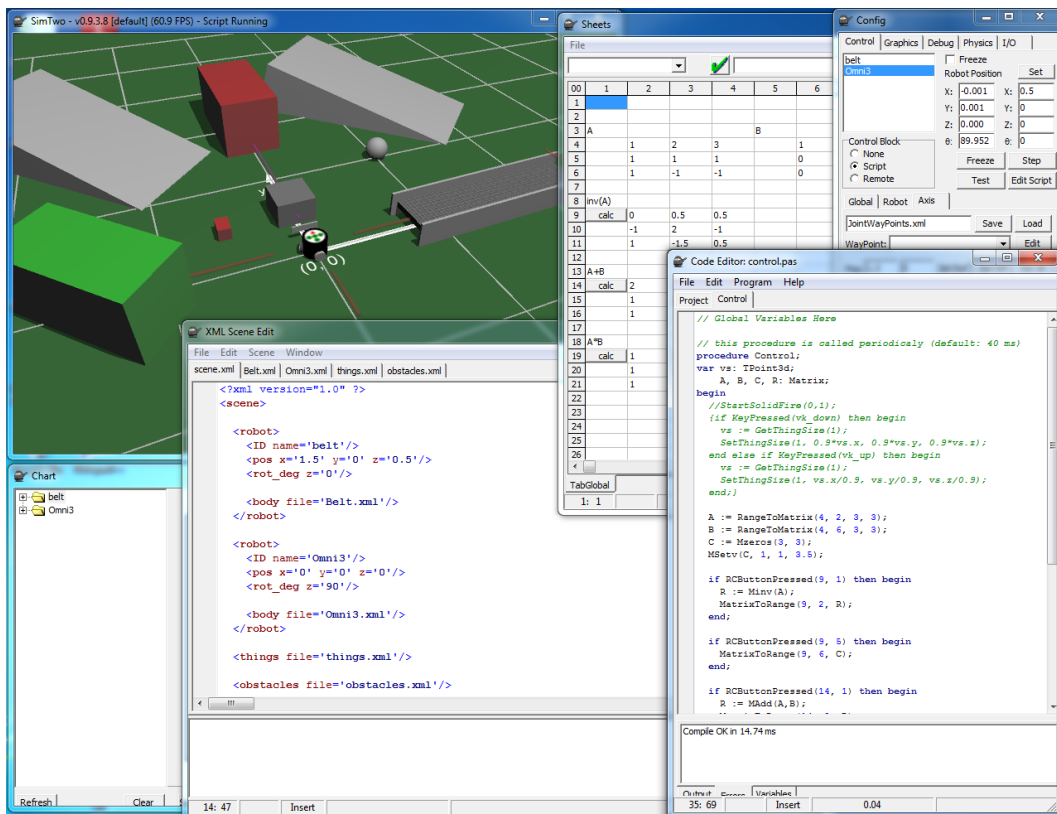 SimTwo - v0.9.3.8 [default] (60.9 FPS) - Script Running
y
(0, 0)
Sheets
File
00 1 2 3 4 5 6
1
2
3 A B
4 1 2 3 1
5 1 1 1 0
6 1 -1 -1 0
7
8 inv(A)
9 calc 0 0.5 0.5
10 -1 2 -1
11 1 -1.5 0.5
12
13 A+B
14 calc 2
15 1
16 1
17
18 A*B
19 calc 1
20 1
21 1
22
23
24
25
26
TabGlobal
1: 1
Config
Control Graphics Debug Physics I/O
belt
Omni3
Freeze
Robot Position Set
X: -0.001 X: 0.5
Y: 0.001 Y: 0
Z: 0.000 Z: 0
θ: 89.952 θ: 0
Control Block
None
Script
Remote
Freeze Step
Test Edit Script
Global Robot Axis
JointWayPoints.xml Save Load
WayPoint: Edit
XML Scene Edit
File Edit Scene Window
scene.xml Belt.xml Omni3.xml things.xml obstacles.xml
<?xml version="1.0" ?>
<scene>
<robot>
<ID name='belt'/>
<pos x='1.5' y='0' z='0.5'/>
<rot_deg z='0'/>
<body file='Belt.xml'/>
</robot>
<robot>
<ID name='Omni3'/>
<pos x='0' y='0' z='0'/>
<rot_deg z='90'/>
<body file='Omni3.xml'/>
</robot>
<things file='things.xml'/>
<obstacles file='obstacles.xml'/>
14: 47 Insert
Chart
belt
Omni3
Refresh Clear
Code Editor: control.pas
File Edit Program Help
Project Control
// Global Variables Here
// this procedure is called periodicaly (default: 40 ms)
procedure Control;
var vs: TPoint3d;
A, B, C, R: Matrix;
begin
//StartSolidFire(0,1);
{if KeyPressed(vk_down) then begin
vs := GetThingSize(1);
SetThingSize(1, 0.9*vs.x, 0.9*vs.y, 0.9*vs.z);
end else if KeyPressed(vk_up) then begin
vs := GetThingSize(1);
SetThingSize(1, vs.x/0.9, vs.y/0.9, vs.z/0.9);
end;}
A := RangeToMatrix(4, 2, 3, 3);
B := RangeToMatrix(4, 6, 3, 3);
C := Mzeros(3, 3);
MSetv(C, 1, 1, 3.5);
if RCButtonPressed(9, 1) then begin
R := Minv(A);
MatrixToRange(9, 2, R);
end;
if RCButtonPressed(9, 5) then begin
MatrixToRange(9, 6, C);
end;
if RCButtonPressed(14, 1) then begin
R := MAdd(A,B);
Compile OK in 14.74 ms
Output Errors Variables
35: 69 Insert 0.04